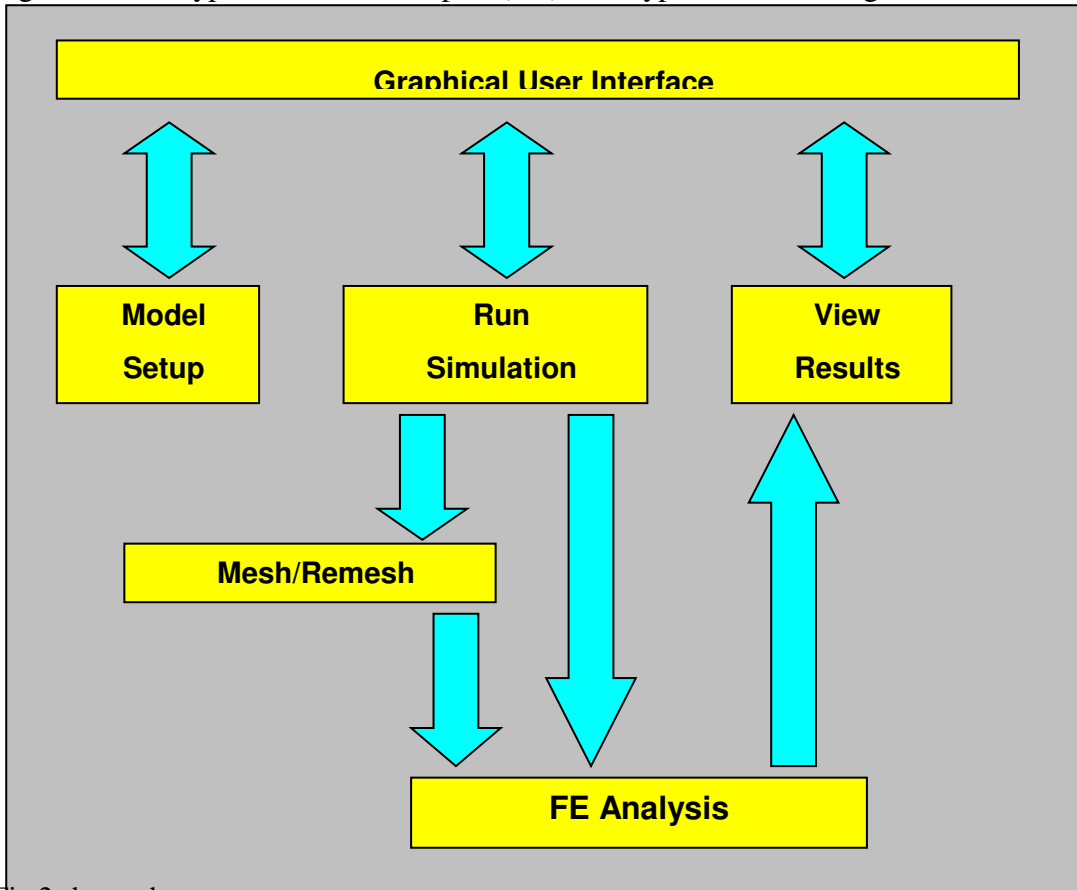 Graphical User Interface
Model
Setup
Run
Simulation
View
Results
Mesh/Remesh
FE Analysis